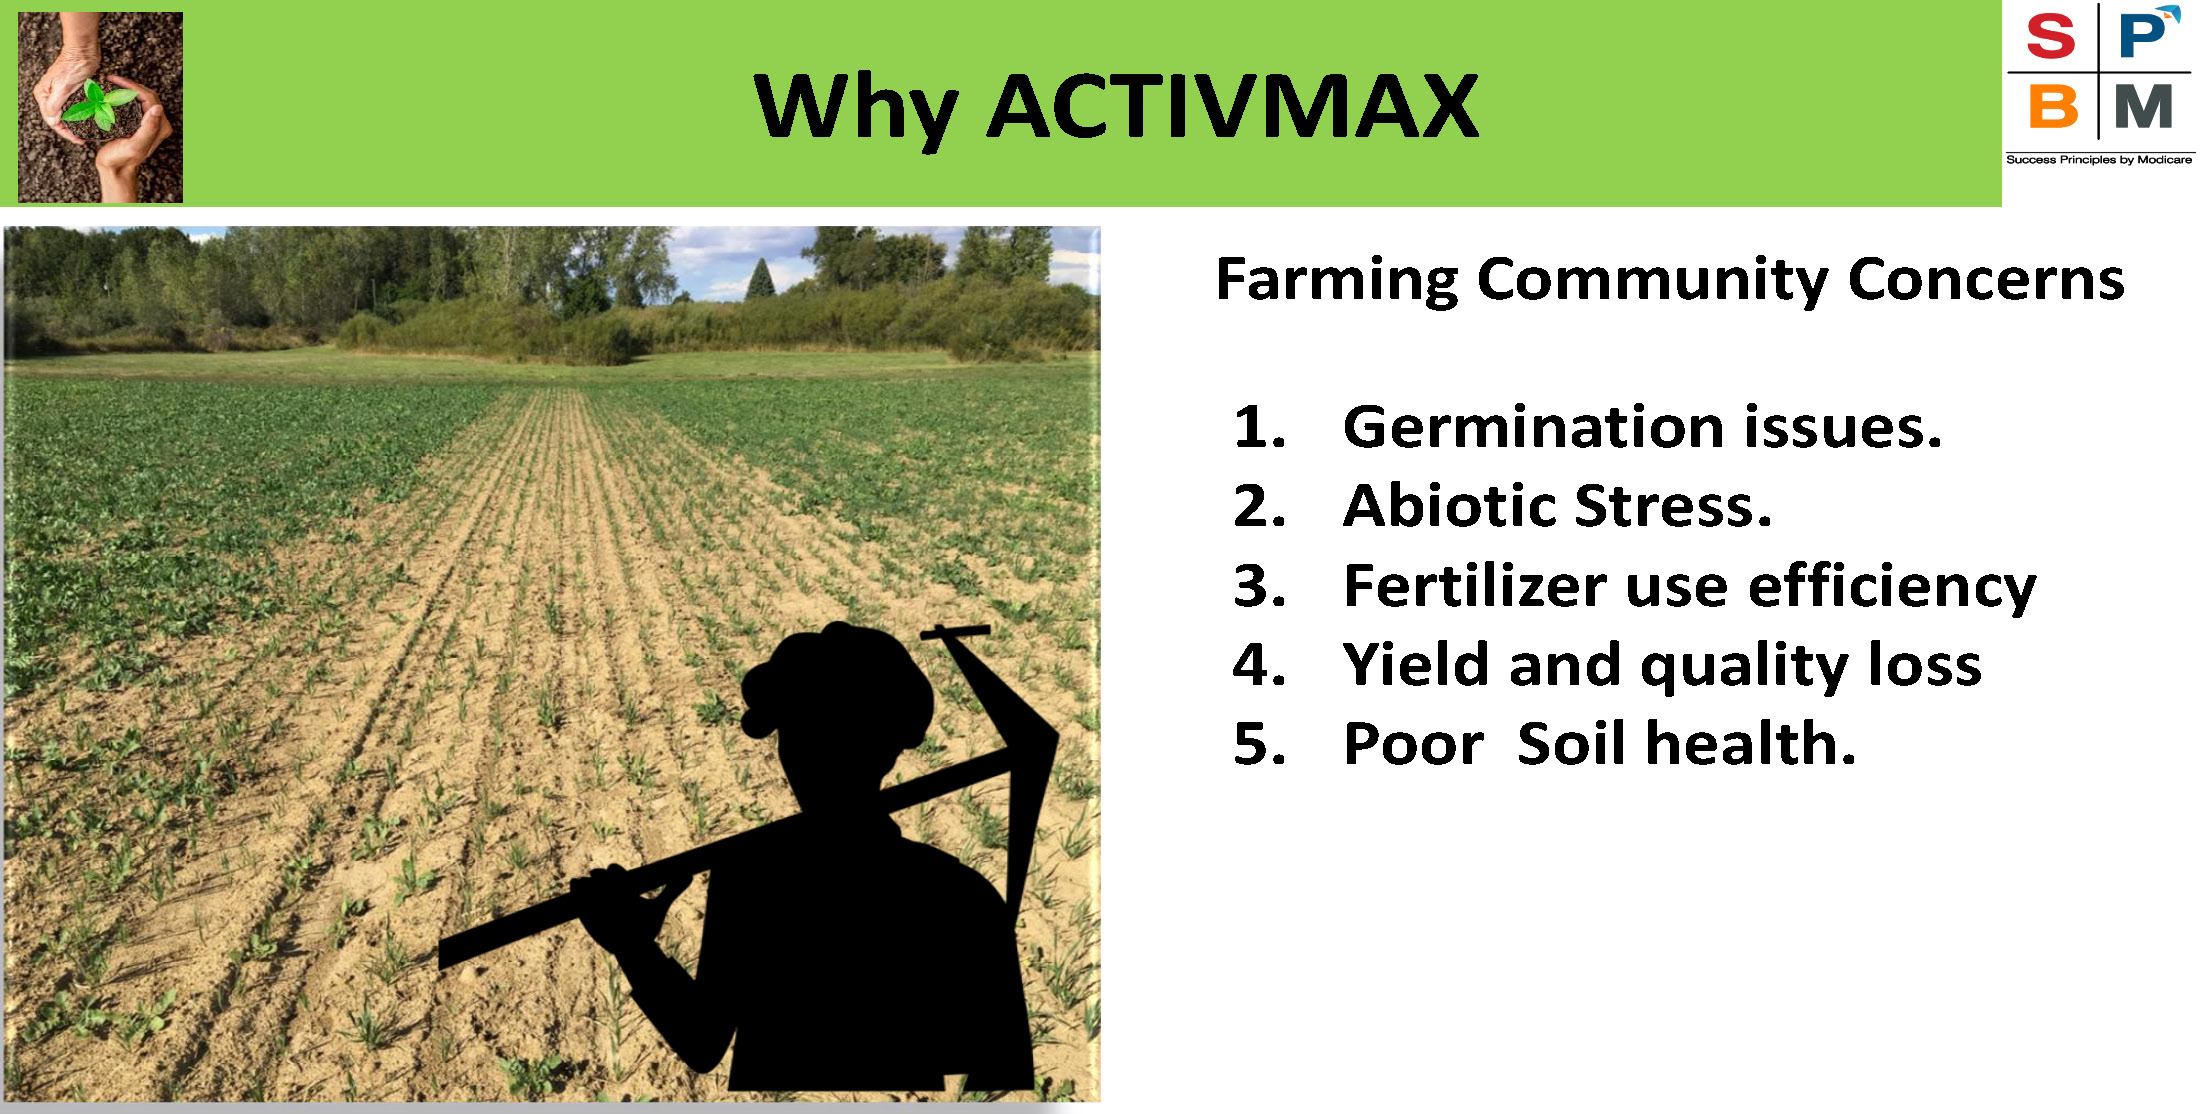 Why ACTIVMAX
S P
B M
Success Principles by Modicare
Farming Community Concerns
1. Germination issues.
2. Abiotic Stress.
3. Fertilizer use efficiency
4. Yield and quality loss
5. Poor  Soil health.